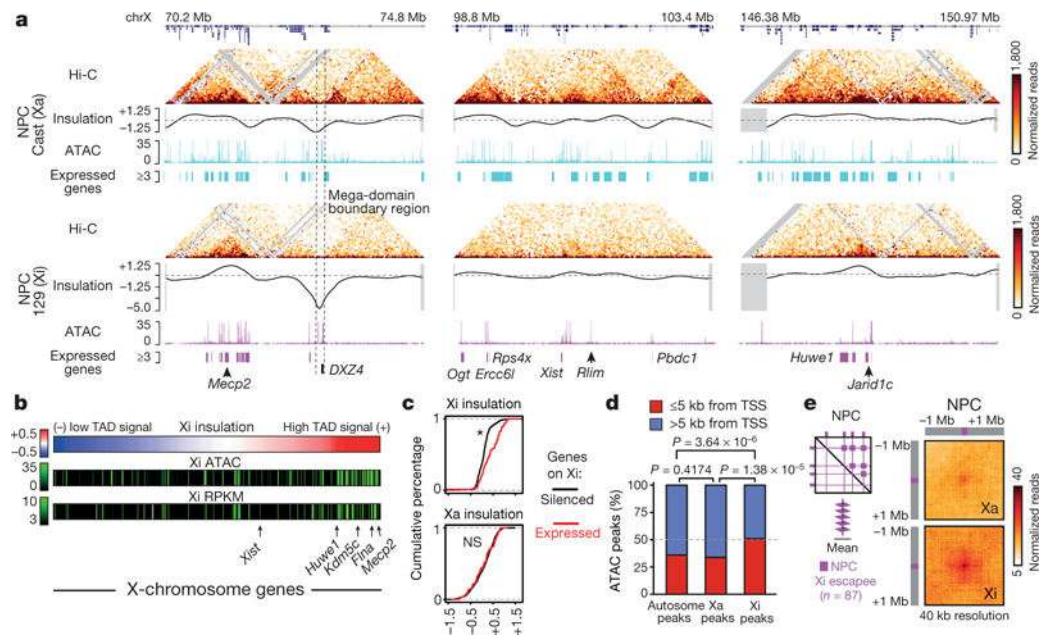 a
chrX
70.2 Mb 74.8 Mb 98.8 Mb 103.4 Mb 146.38 Mb 150.97 Mb
NPC
Cast (Xa)
Hi-C
Insulation +1.25
−1.25
ATAC 35
0
Expressed genes ≥3
0 1,800
Normalized reads
Mega-domain
boundary region
NPC
129 (Xi)
Hi-C
Insulation +1.25
−1.25
−5.0
ATAC 35
0
Expressed genes ≥3
0 1,800
Normalized reads
Mecp2
DXZ4
Ogt Ercc6l
Rps4x
Xist
Rlim
Pbdc1
Huwe1
Jarid1c
b
+0.5
−0.5
(−) low TAD signal Xi insulation High TAD signal (+)
35
0
Xi ATAC
10
3
Xi RPKM
Xist
Huwe1
Kdm5c
Flna
Mecp2
X-chromosome genes
c
Xi insulation
Cumulative percentage
1
0
*
Xa insulation
1
0
NS
−1.5
−0.5
+0.5
+1.5
Genes
on Xi:
Silenced
Expressed
d
≤5 kb from TSS
>5 kb from TSS
P = 3.64 × 10−6
P = 0.4174 P = 1.38 × 10−5
ATAC peaks (%)
100
75
50
25
0
Autosome peaks
Xa peaks
Xi peaks
e
NPC
Mean
NPC
Xi escapee
(n = 87)
NPC
−1 Mb +1 Mb
−1 Mb
+1 Mb
Xa
−1 Mb
+1 Mb
Xi
40 kb resolution
5 40
Normalized reads